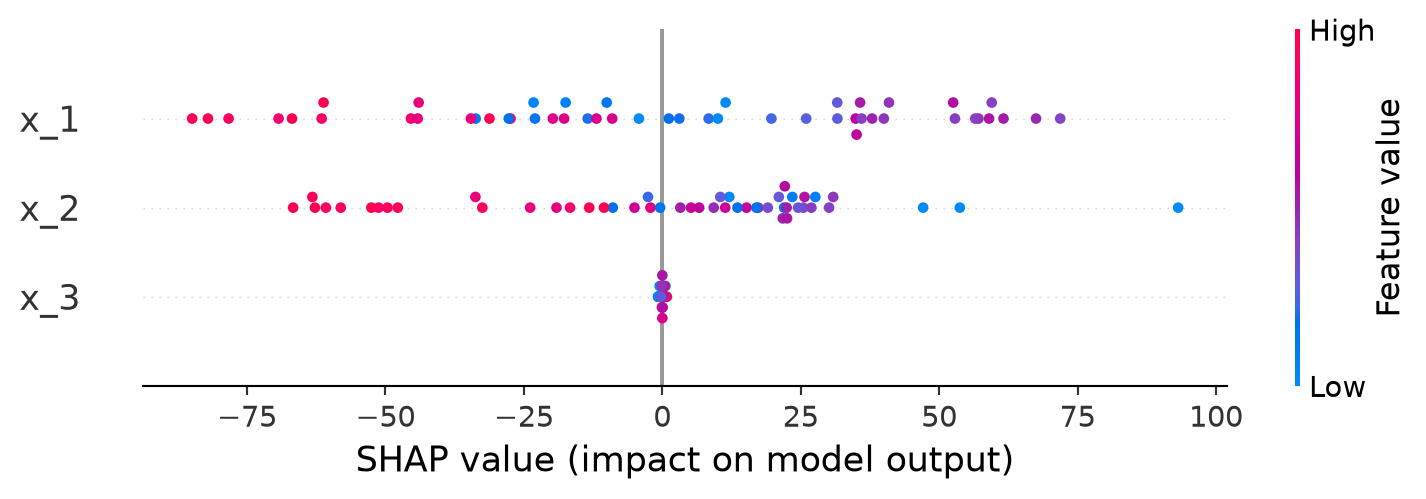 High
x_1
x_2
x_3
Feature value
Low
−75 −50 −25 0 25 50 75 100
SHAP value (impact on model output)